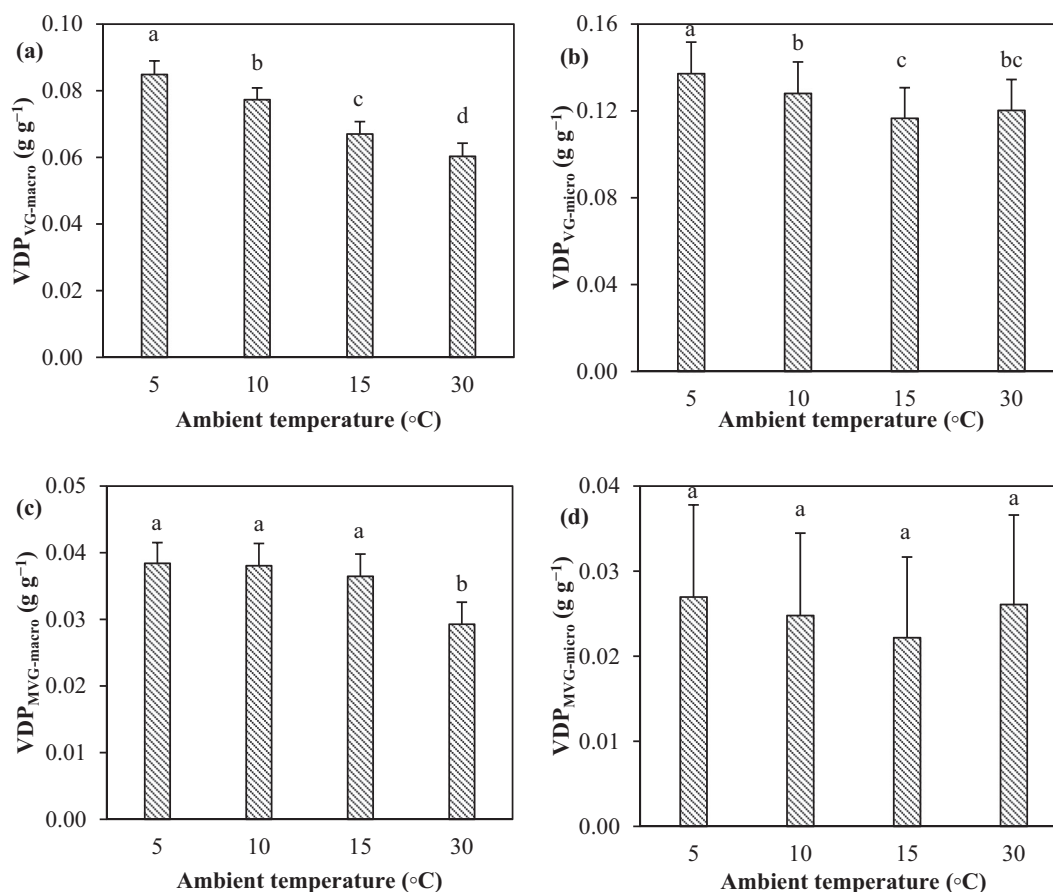 (a)
0.10
0.08
0.06
0.04
0.02
0.00
VDP_VG-macro (g g⁻¹)
a
b
c
d
5 10 15 30
Ambient temperature (◦C)
(b)
0.16
0.12
0.08
0.04
0.00
VDP_VG-micro (g g⁻¹)
a
b
c
bc
5 10 15 30
Ambient temperature (◦C)
(c)
0.05
0.04
0.03
0.02
0.01
0.00
VDP_MVG-macro (g g⁻¹)
a
a
a
b
5 10 15 30
Ambient temperature (◦C)
(d)
0.04
0.03
0.02
0.01
0.00
VDP_MVG-micro (g g⁻¹)
a
a
a
a
5 10 15 30
Ambient temperature (◦C)